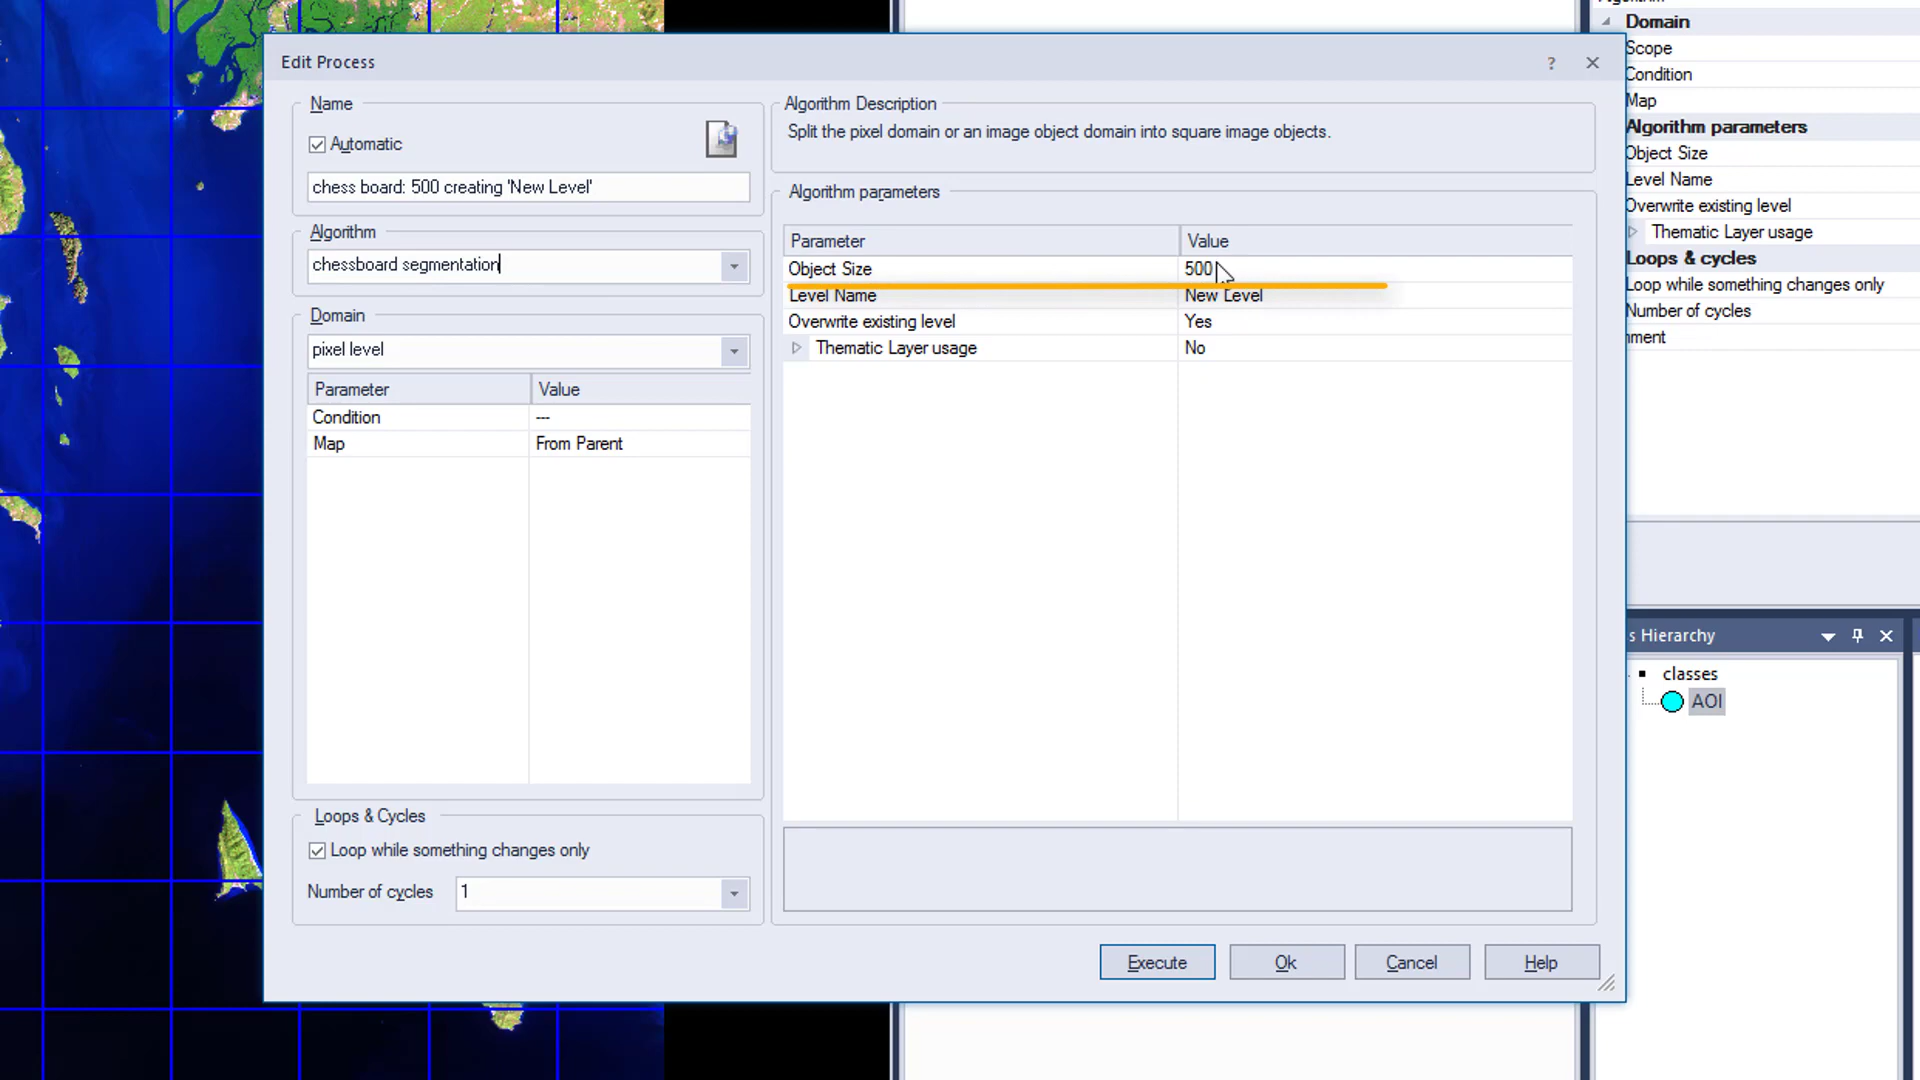 Edit Process
?
Name
Automatic
chess board: 500 creating 'New Level'
Algorithm
chessboard segmentation
Domain
pixel level
Parameter Value
Condition ---
Map From Parent
Loops & Cycles
Loop while something changes only
Number of cycles 1
Algorithm Description
Split the pixel domain or an image object domain into square image objects.
Algorithm parameters
Parameter Value
Object Size 500
Level Name New Level
Overwrite existing level Yes
Thematic Layer usage No
Execute Ok Cancel Help
Domain
Scope
Condition
Map
Algorithm parameters
Object Size
Level Name
Overwrite existing level
Thematic Layer usage
Loops & cycles
Loop while something changes only
Number of cycles
nment
s Hierarchy
classes
AOI